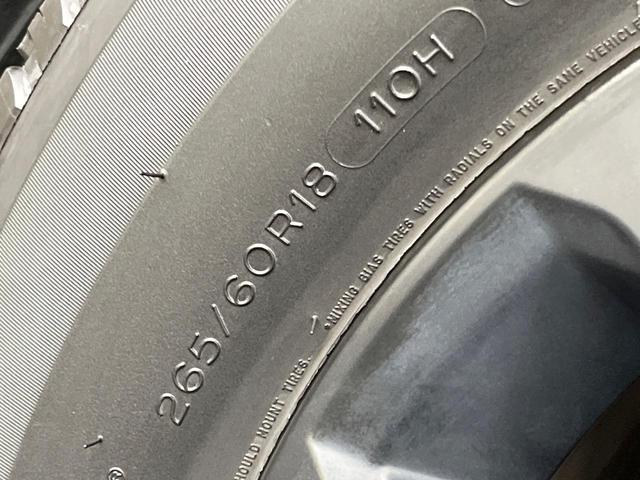 265/60R18 110H
SHOULD MOUNT TIRES.
•MIXING BIAS TIRES WITH RADIALS ON THE SAME VEHICLE
®